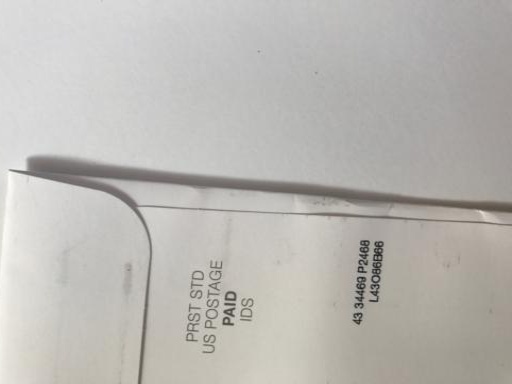 PRST STD
US POSTAGE
PAID
IDS
43 34469 P2468
L43O86B66